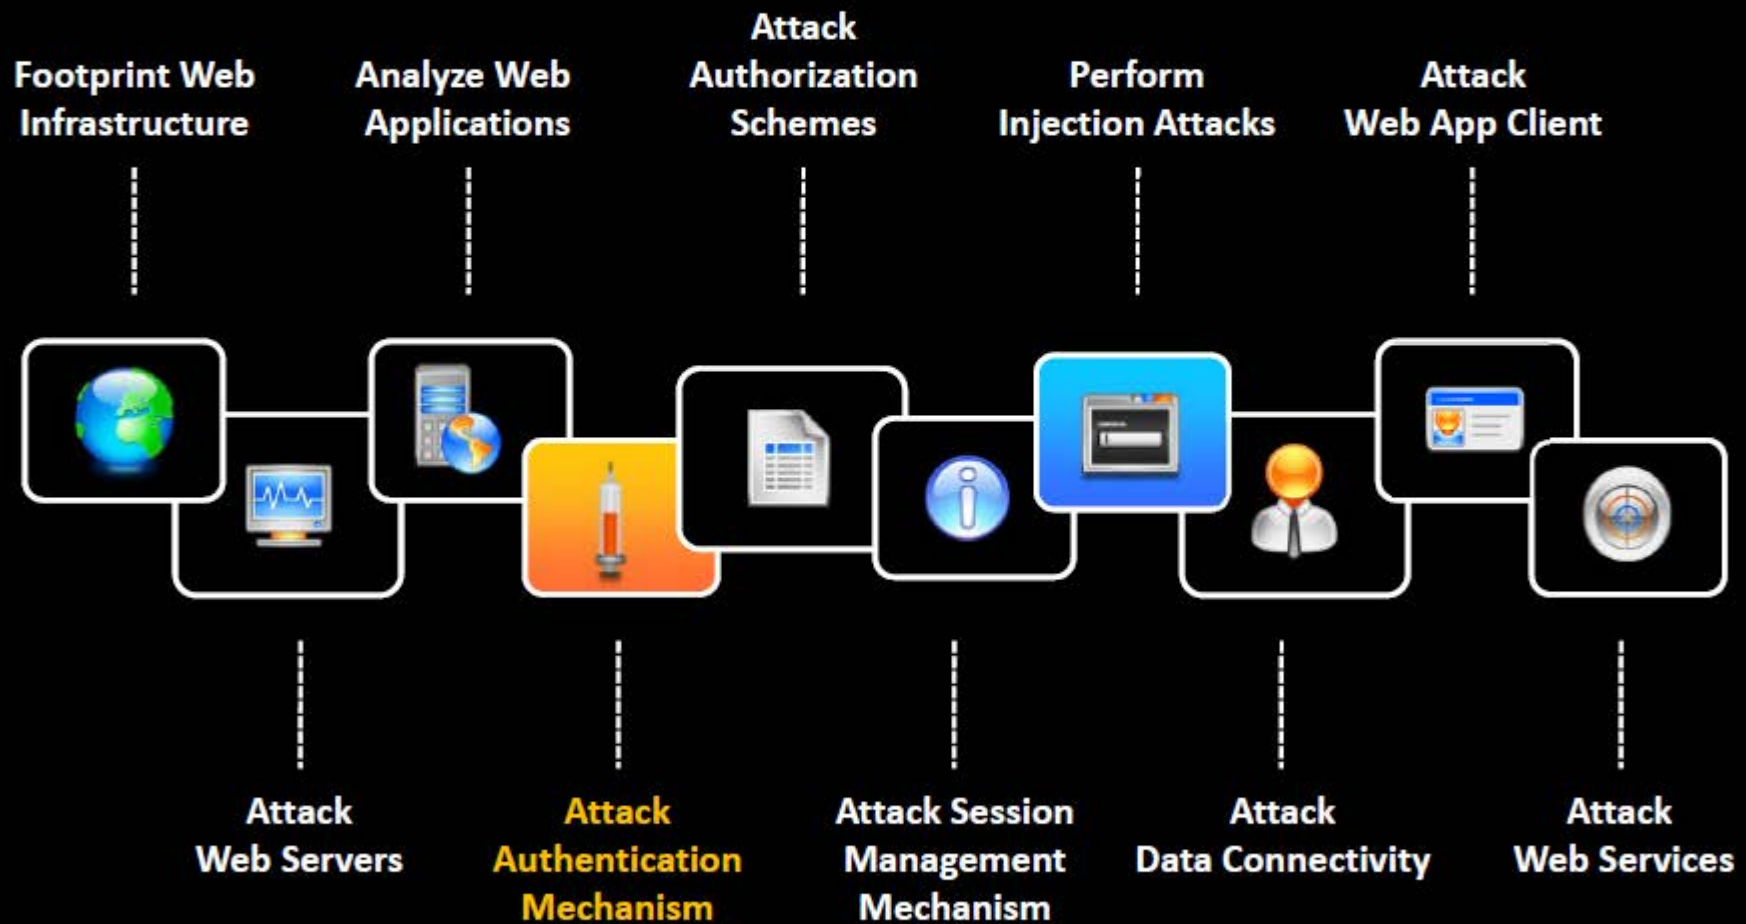 Footprint Web
Infrastructure
Analyze Web
Applications
Attack
Authorization
Schemes
Perform
Injection Attacks
Attack
Web App Client
Attack
Web Servers
Attack
Authentication
Mechanism
Attack Session
Management
Mechanism
Attack
Data Connectivity
Attack
Web Services